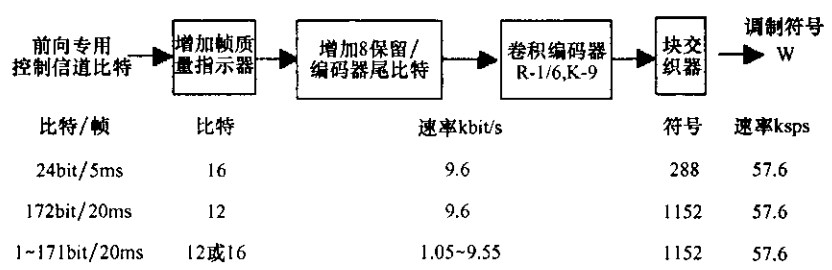 前向专用
控制信道比特
增加帧质
量指示器
增加8保留/
编码器尾比特
卷积编码器
R-1/6,K-9
块交
织器
调制符号
W
比特/帧 比特 速率kbit/s 符号 速率ksps
24bit/5ms 16 9.6 288 57.6
172bit/20ms 12 9.6 1152 57.6
1~171bit/20ms 12或16 1.05~9.55 1152 57.6